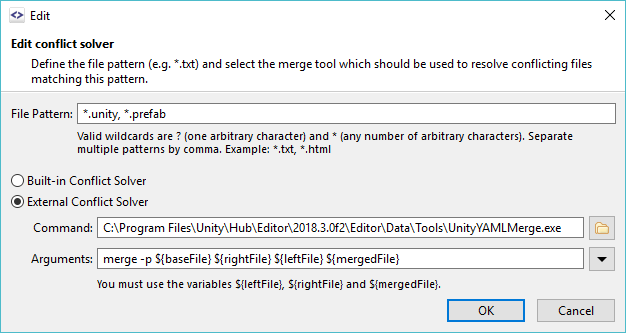 Edit
Edit conflict solver
Define the file pattern (e.g. *.txt) and select the merge tool which should be used to resolve conflicting files
matching this pattern.
File Pattern: *.unity, *.prefab
Valid wildcards are ? (one arbitrary character) and * (any number of arbitrary characters). Separate
multiple patterns by comma. Example: *.txt, *.html
Built-in Conflict Solver
External Conflict Solver
Command: C:\Program Files\Unity\Hub\Editor\2018.3.0f2\Editor\Data\Tools\UnityYAMLMerge.exe
Arguments: merge -p ${baseFile} ${rightFile} ${leftFile} ${mergedFile}
You must use the variables ${leftFile}, ${rightFile} and ${mergedFile}.
OK Cancel